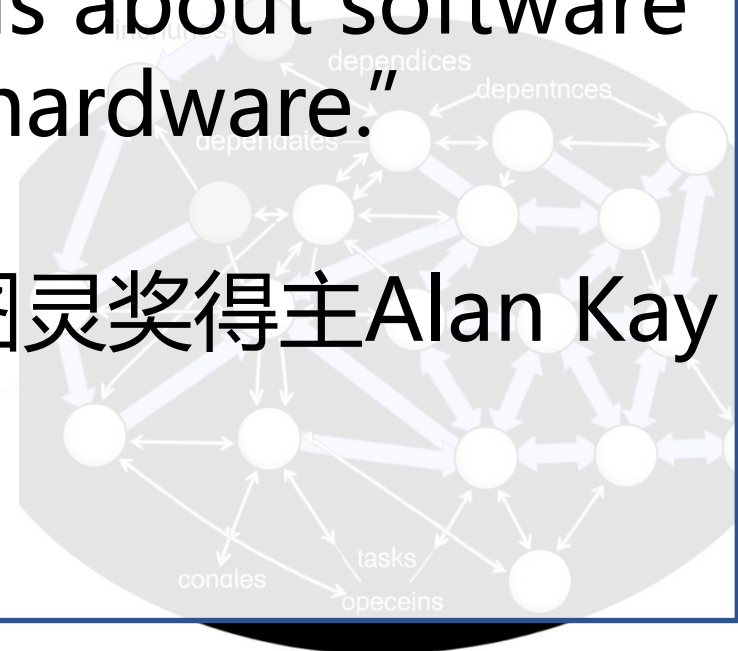 is about software
hardware.”
图灵奖得主Alan Kay
dependices
depentnces
dependates
tasks
conales
opeceins